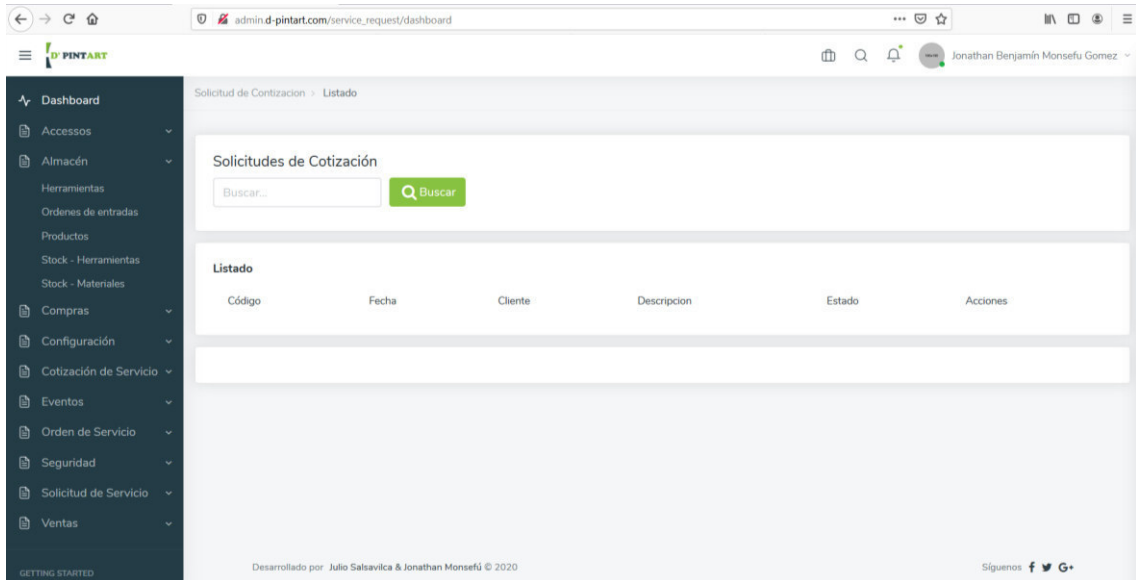 admin.d-pintart.com/service_request/dashboard
D' PINTART
Jonathan Benjamín Monsefu Gomez
Dashboard
Accessos
Almacén
Herramientas
Ordenes de entradas
Productos
Stock - Herramientas
Stock - Materiales
Compras
Configuración
Cotización de Servicio
Eventos
Orden de Servicio
Seguridad
Solicitud de Servicio
Ventas
GETTING STARTED
Solicitud de Contizacion > Listado
Solicitudes de Cotización
Buscar... Buscar
Listado
Código Fecha Cliente Descripcion Estado Acciones
Desarrollado por Julio Salsavilca & Jonathan Monsefú © 2020
Síguenos